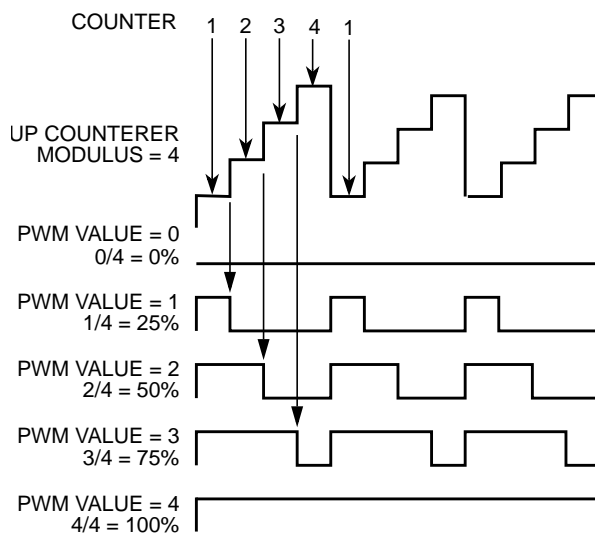 COUNTER 1 2 3 4 1
UP COUNTERER
MODULUS = 4
PWM VALUE = 0
0/4 = 0%
PWM VALUE = 1
1/4 = 25%
PWM VALUE = 2
2/4 = 50%
PWM VALUE = 3
3/4 = 75%
PWM VALUE = 4
4/4 = 100%